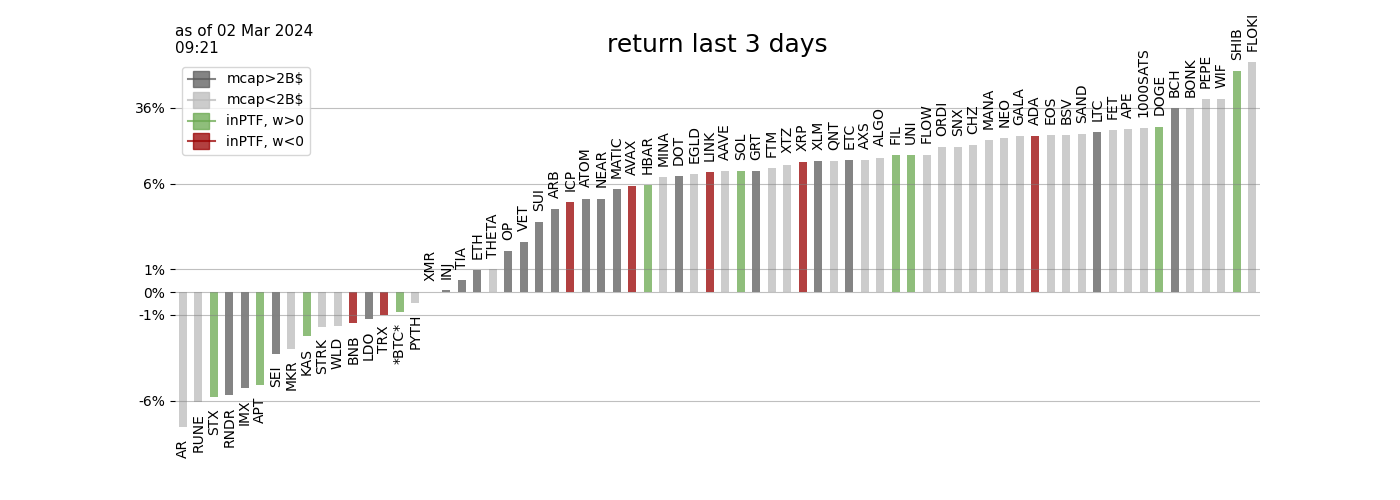 as of 02 Mar 2024
09:21
return last 3 days
mcap>2B$
mcap<2B$
inPTF, w>0
inPTF, w<0
36%
6%
1%
0%
-1%
-6%
AR
RUNE
STX
RNDR
IMX
APT
SEI
MKR
KAS
STRK
WLD
BNB
LDO
TRX
*BTC*
PYTH
XMR
INJ
TIA
ETH
THETA
OP
VET
SUI
ARB
ICP
ATOM
NEAR
MATIC
AVAX
HBAR
MINA
DOT
EGLD
LINK
AAVE
SOL
GRT
FTM
XTZ
XRP
XLM
QNT
ETC
AXS
ALGO
FIL
UNI
FLOW
ORDI
SNX
CHZ
MANA
NEO
GALA
ADA
EOS
BSV
SAND
LTC
FET
APE
1000SATS
DOGE
BCH
BONK
PEPE
WIF
SHIB
FLOKI